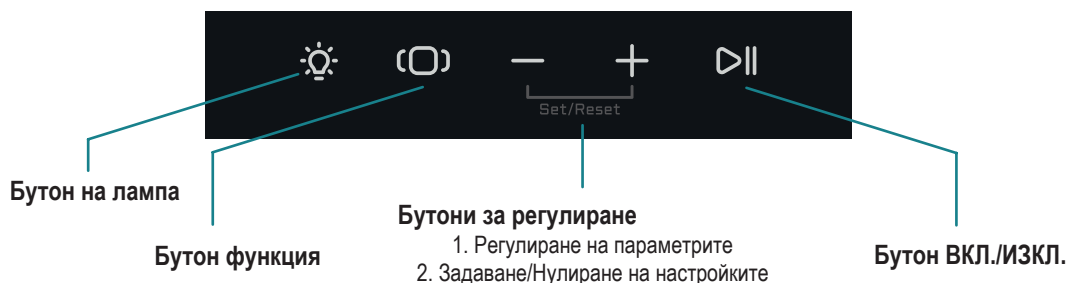 Set/Reset
Бутон на лампа
Бутон функция
Бутони за регулиране
1. Регулиране на параметрите
2. Задаване/Нулиране на настройките
Бутон ВКЛ./ИЗКЛ.